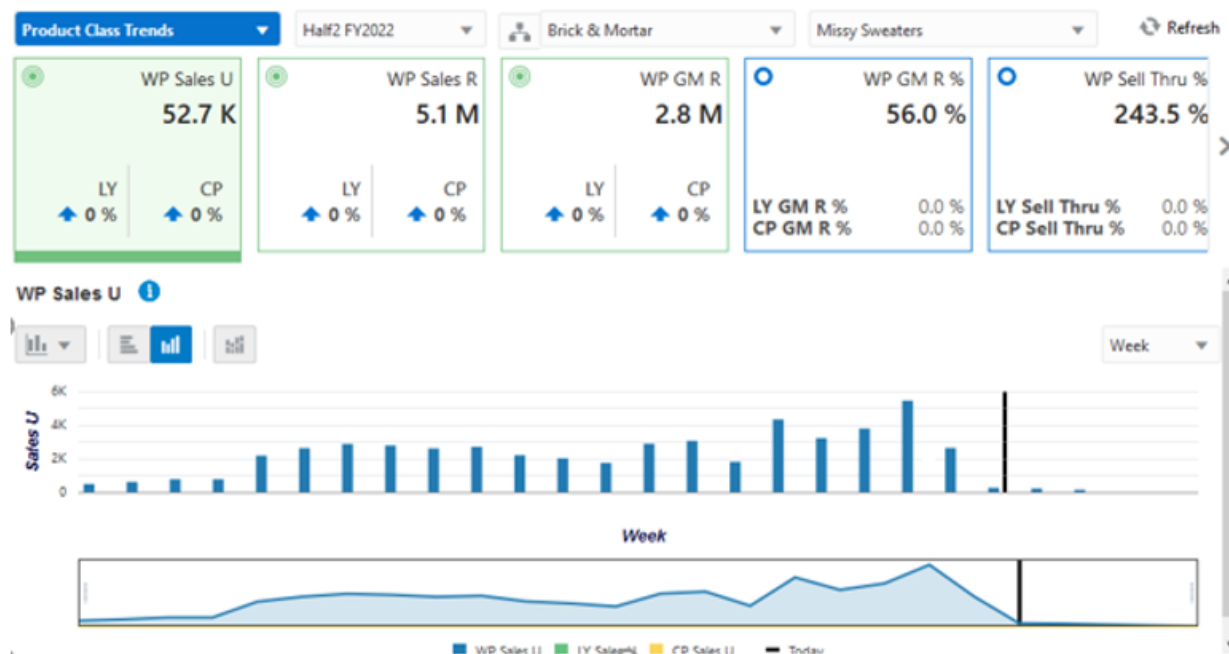 Product Class Trends Half2 FY2022 Brick & Mortar Missy Sweaters Refresh
WP Sales U WP Sales R WP GM R WP GM R % WP Sell Thru %
52.7 K 5.1 M 2.8 M 56.0 % 243.5 %
LY CP LY CP LY CP
0 % 0 % 0 % 0 % 0 % 0 %
LY GM R % 0.0 % LY Sell Thru % 0.0 %
CP GM R % 0.0 % CP Sell Thru % 0.0 %
WP Sales U
Week
6K
4K
2K
0
Sales U
Week
WP Sales U CP Sales U Today